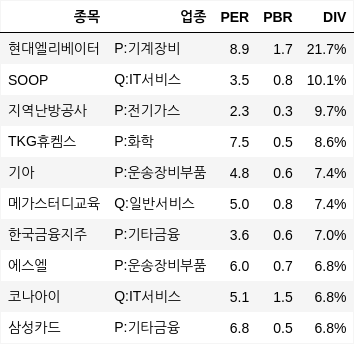 종목 업종 PER PBR DIV
현대엘리베이터 P:기계장비 8.9 1.7 21.7%
SOOP Q:IT서비스 3.5 0.8 10.1%
지역난방공사 P:전기가스 2.3 0.3 9.7%
TKG휴켐스 P:화학 7.5 0.5 8.6%
기아 P:운송장비부품 4.8 0.6 7.4%
메가스터디교육 Q:일반서비스 5.0 0.8 7.4%
한국금융지주 P:기타금융 3.6 0.6 7.0%
에스엘 P:운송장비부품 6.0 0.7 6.8%
코나아이 Q:IT서비스 5.1 1.5 6.8%
삼성카드 P:기타금융 6.8 0.5 6.8%